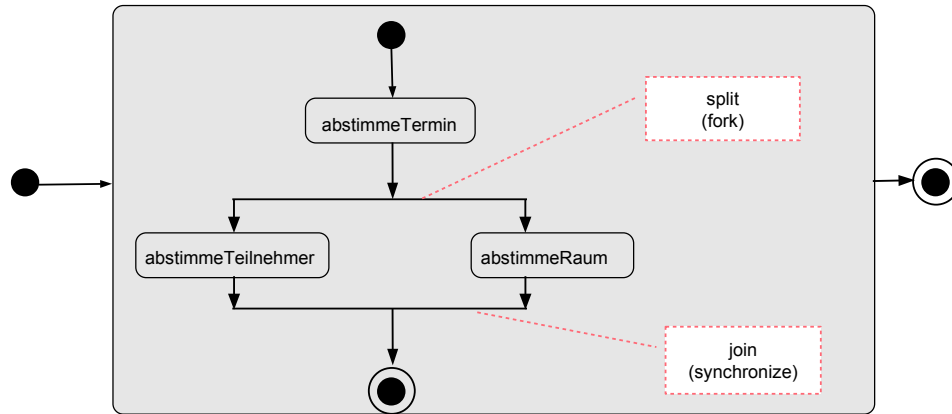 split
(fork)
abstimmeTermin
abstimmeTeilnehmer
abstimmeRaum
join
(synchronize)